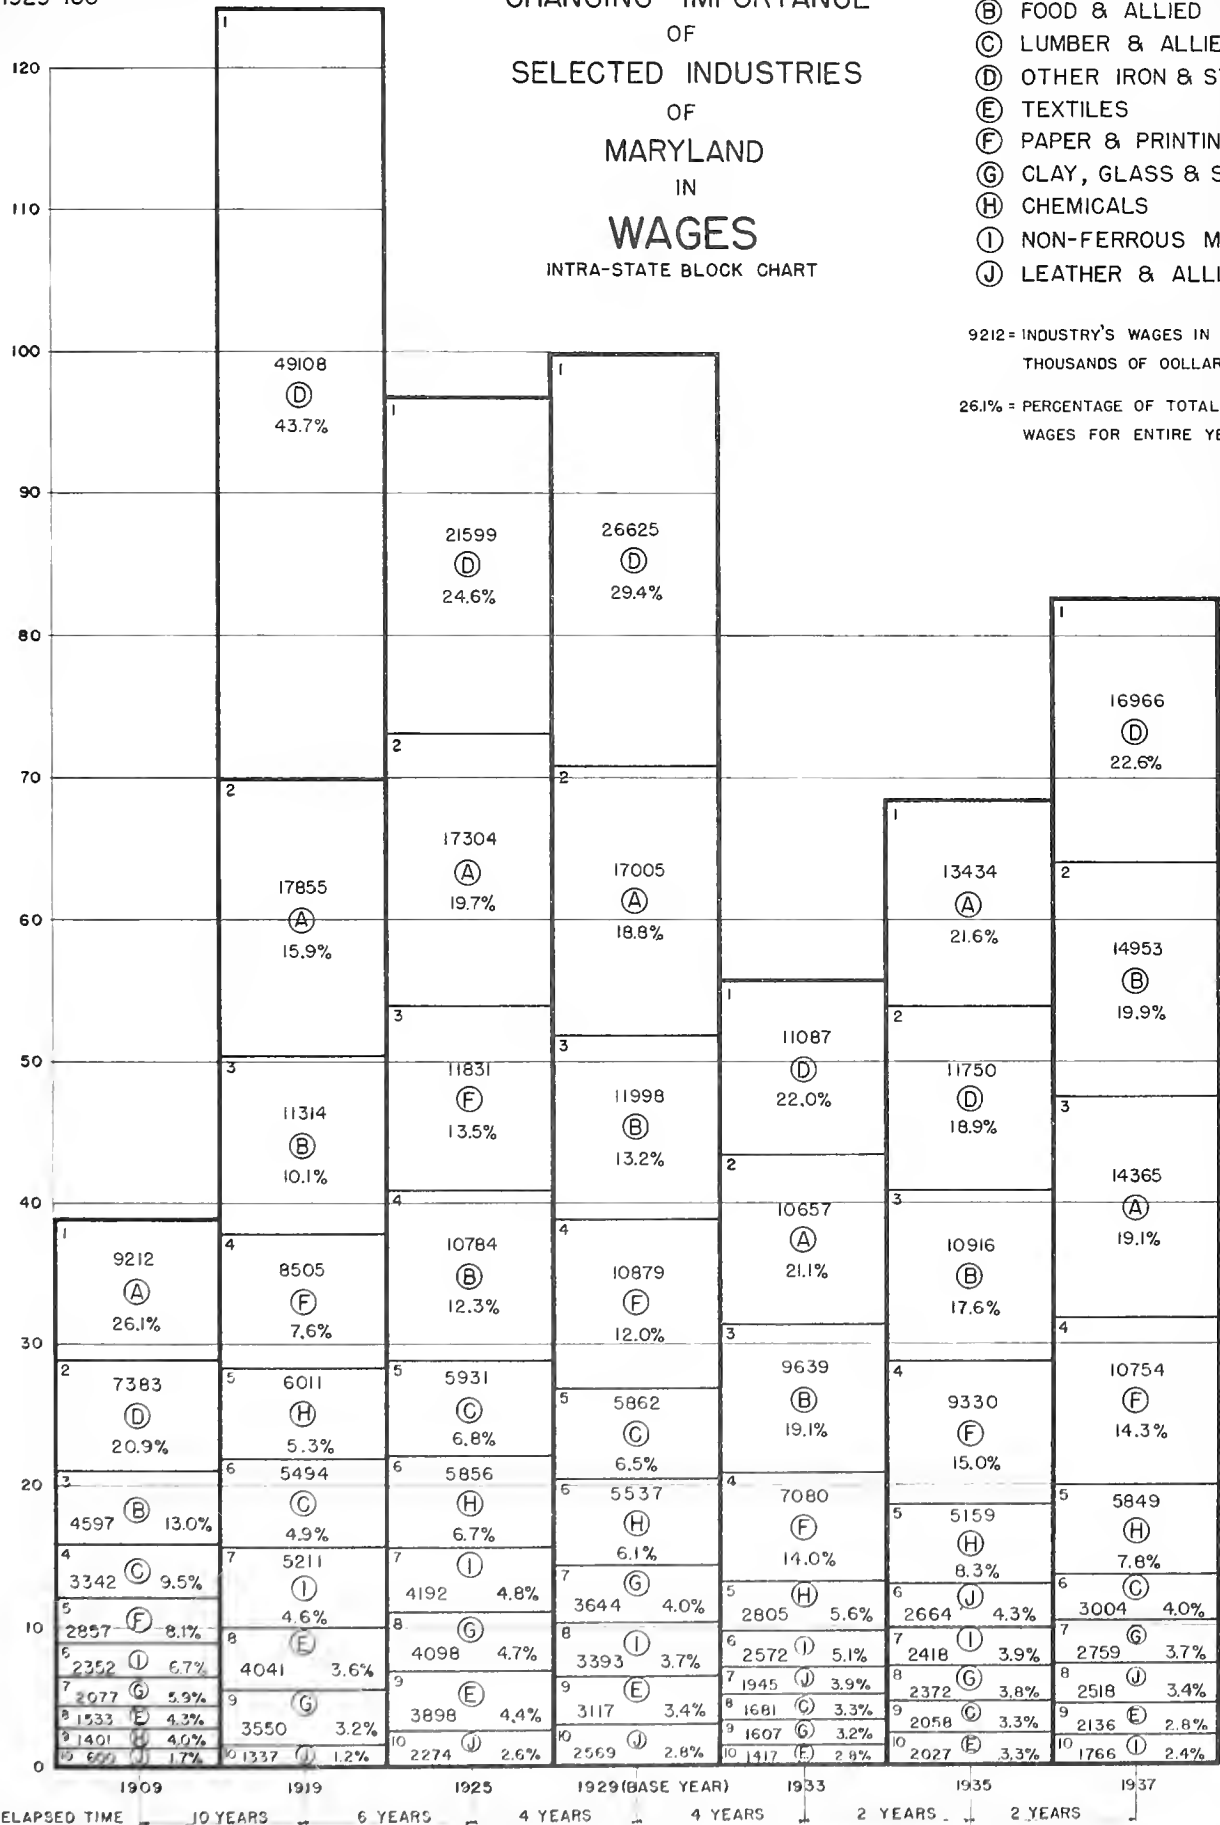 1929=100
CHANGING IMPORTANCE
OF
SELECTED INDUSTRIES
OF
MARYLAND
IN
WAGES
INTRA-STATE BLOCK CHART
Ⓑ FOOD & ALLIED
Ⓒ LUMBER & ALLIE
Ⓓ OTHER IRON & S
Ⓔ TEXTILES
Ⓕ PAPER & PRINTIN
Ⓖ CLAY, GLASS & S
Ⓗ CHEMICALS
Ⓘ NON-FERROUS M
Ⓙ LEATHER & ALLI
9212 = INDUSTRY'S WAGES IN
THOUSANDS OF DOLLAR
26.1% = PERCENTAGE OF TOTAL
WAGES FOR ENTIRE YE
120
110
100
90
80
70
60
50
40
30
20
10
0
1
9212
Ⓐ
26.1%
2
7383
Ⓓ
20.9%
3
4597 Ⓑ 13.0%
4
3342 Ⓒ 9.5%
5
2857 Ⓕ 8.1%
6
2352 Ⓘ 6.7%
7
2077 Ⓖ 5.9%
8 1533 Ⓔ 4.3%
9 1401 Ⓗ 4.0%
10 600 Ⓙ 1.7%
1
49108
Ⓓ
43.7%
2
17855
Ⓐ
15.9%
3
11314
Ⓑ
10.1%
4
8505
Ⓕ
7.6%
5 6011
Ⓗ
5.3%
6 5494
Ⓒ
4.9%
7 5211
Ⓘ
4.6%
8
4041 Ⓔ 3.6%
9
3550 Ⓖ 3.2%
10 1337 Ⓙ 1.2%
1
21599
Ⓓ
24.6%
2
17304
Ⓐ
19.7%
3
11831
Ⓕ
13.5%
4
10784
Ⓑ
12.3%
5 5931
Ⓒ
6.8%
6 5856
Ⓗ
6.7%
7
4192 Ⓘ 4.8%
8
4098 Ⓖ 4.7%
9
3898 Ⓔ 4.4%
10
2274 Ⓙ 2.6%
1
26625
Ⓓ
29.4%
2
17005
Ⓐ
18.8%
3
11998
Ⓑ
13.2%
4
10879
Ⓕ
12.0%
5 5862
Ⓒ
6.5%
6 5537
Ⓗ
6.1%
7
3644 Ⓖ 4.0%
8
3393 Ⓘ 3.7%
9
3117 Ⓔ 3.4%
10
2569 Ⓙ 2.8%
1
11087
Ⓓ
22.0%
2
10657
Ⓐ
21.1%
3
9639
Ⓑ
19.1%
4
7080
Ⓕ
14.0%
5
2805 Ⓗ 5.6%
6
2572 Ⓘ 5.1%
7 1945 Ⓙ 3.9%
8 1681 Ⓒ 3.3%
9 1607 Ⓖ 3.2%
10 1417 Ⓔ 2.8%
1
13434
Ⓐ
21.6%
2
11750
Ⓓ
18.9%
3
10916
Ⓑ
17.6%
4
9330
Ⓕ
15.0%
5 5159
Ⓗ
8.3%
6
2664 Ⓙ 4.3%
7
2418 Ⓘ 3.9%
8
2372 Ⓖ 3.8%
9
2058 Ⓒ 3.3%
10
2027 Ⓔ 3.3%
1
16966
Ⓓ
22.6%
2
14953
Ⓑ
19.9%
3
14365
Ⓐ
19.1%
4
10754
Ⓕ
14.3%
5 5849
Ⓗ
7.8%
6
3004 Ⓒ 4.0%
7
2759 Ⓖ 3.7%
8
2518 Ⓙ 3.4%
9
2136 Ⓔ 2.8%
10
1766 Ⓘ 2.4%
1909 1919 1925 1929 (BASE YEAR) 1933 1935 1937
ELAPSED TIME 10 YEARS 6 YEARS 4 YEARS 4 YEARS 2 YEARS 2 YEARS